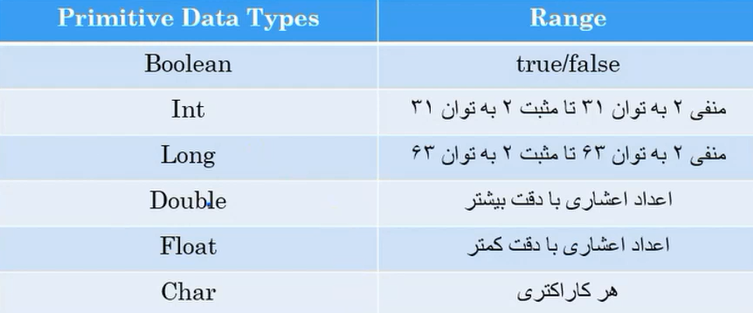 Primitive Data Types Range
Boolean true/false
Int منفی ۲ به توان ۳۱ تا مثبت ۲ به توان ۳۱
Long منفی ۲ به توان ۶۳ تا مثبت ۲ به توان ۶۳
Double اعداد اعشاری با دقت بیشتر
Float اعداد اعشاری با دقت کمتر
Char هر کاراکتری